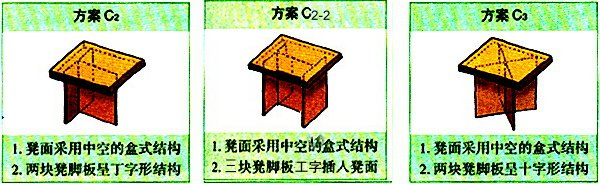 方案C2
1. 凳面采用中空的盒式结构
2. 两块凳脚板呈丁字形结构
方案C2-2
1. 凳面采用中空的盒式结构
2. 三块凳脚板工字插入凳面
方案C3
1. 凳面采用中空的盒式结构
2. 两块凳脚板呈十字形结构